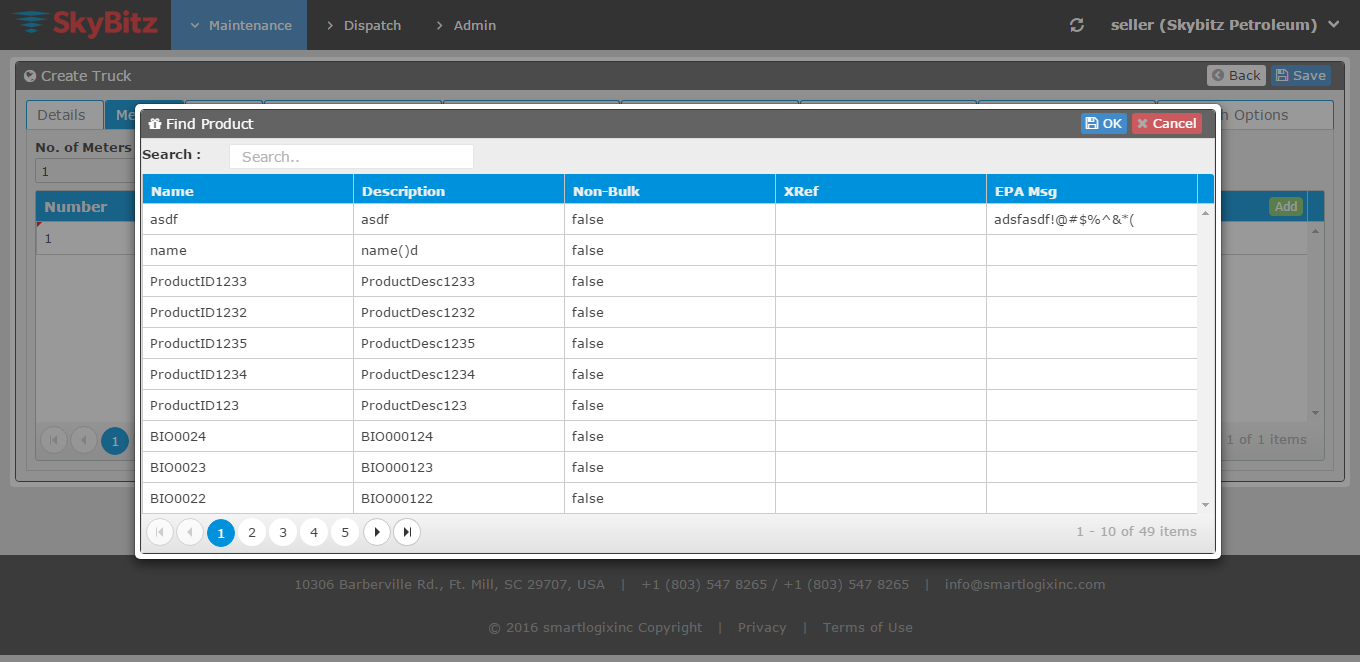 SkyBitz Maintenance Dispatch Admin seller (Skybitz Petroleum)
Create Truck Back Save
Details Me h Options
Find Product OK Cancel
No. of Meters Search : Search..
1
Name Description Non-Bulk XRef EPA Msg
Number Add
asdf asdf false adsfasdf!@#$%^&*(
1
name name()d false
ProductID1233 ProductDesc1233 false
ProductID1232 ProductDesc1232 false
ProductID1235 ProductDesc1235 false
ProductID1234 ProductDesc1234 false
ProductID123 ProductDesc123 false
BIO0024 BIO000124 false
1 1 of 1 items
BIO0023 BIO000123 false
BIO0022 BIO000122 false
1 2 3 4 5 1 - 10 of 49 items
10306 Barberville Rd., Ft. Mill, SC 29707, USA | +1 (803) 547 8265 / +1 (803) 547 8265 | info@smartlogixinc.com
© 2016 smartlogixinc Copyright | Privacy | Terms of Use